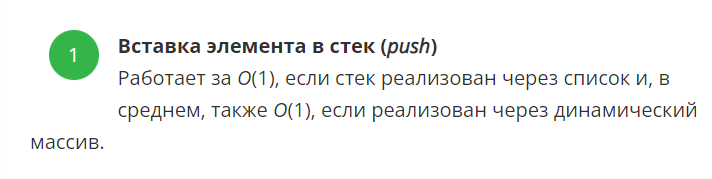 1
Вставка элемента в стек (push)
Работает за O(1), если стек реализован через список и, в
среднем, также O(1), если реализован через динамический
массив.